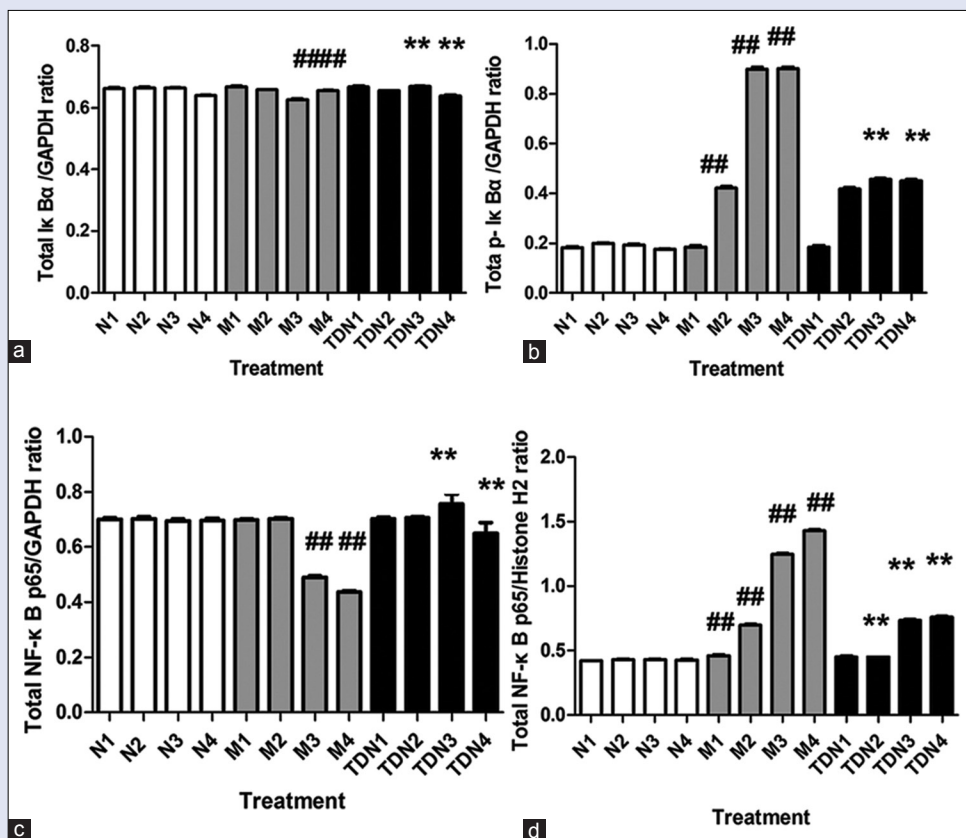 Total Iκ Bα /GAPDH ratio
0.8
0.6
0.4
0.2
0.0
####
**
**
N1 N2 N3 N4 M1 M2 M3 M4 TDN1 TDN2 TDN3 TDN4
Treatment
a
Tota p- Iκ Bα /GAPDH ratio
1.0
0.8
0.6
0.4
0.2
0.0
##
##
##
**
**
N1 N2 N3 N4 M1 M2 M3 M4 TDN1 TDN2 TDN3 TDN4
Treatment
b
Total NF-κ B p65/GAPDH ratio
1.0
0.8
0.6
0.4
0.2
0.0
##
##
**
**
N1 N2 N3 N4 M1 M2 M3 M4 TDN1 TDN2 TDN3 TDN4
Treatment
c
Total NF-κ B p65/Histone H2 ratio
2.0
1.5
1.0
0.5
0.0
##
##
##
##
**
**
**
N1 N2 N3 N4 M1 M2 M3 M4 TDN1 TDN2 TDN3 TDN4
Treatment
d